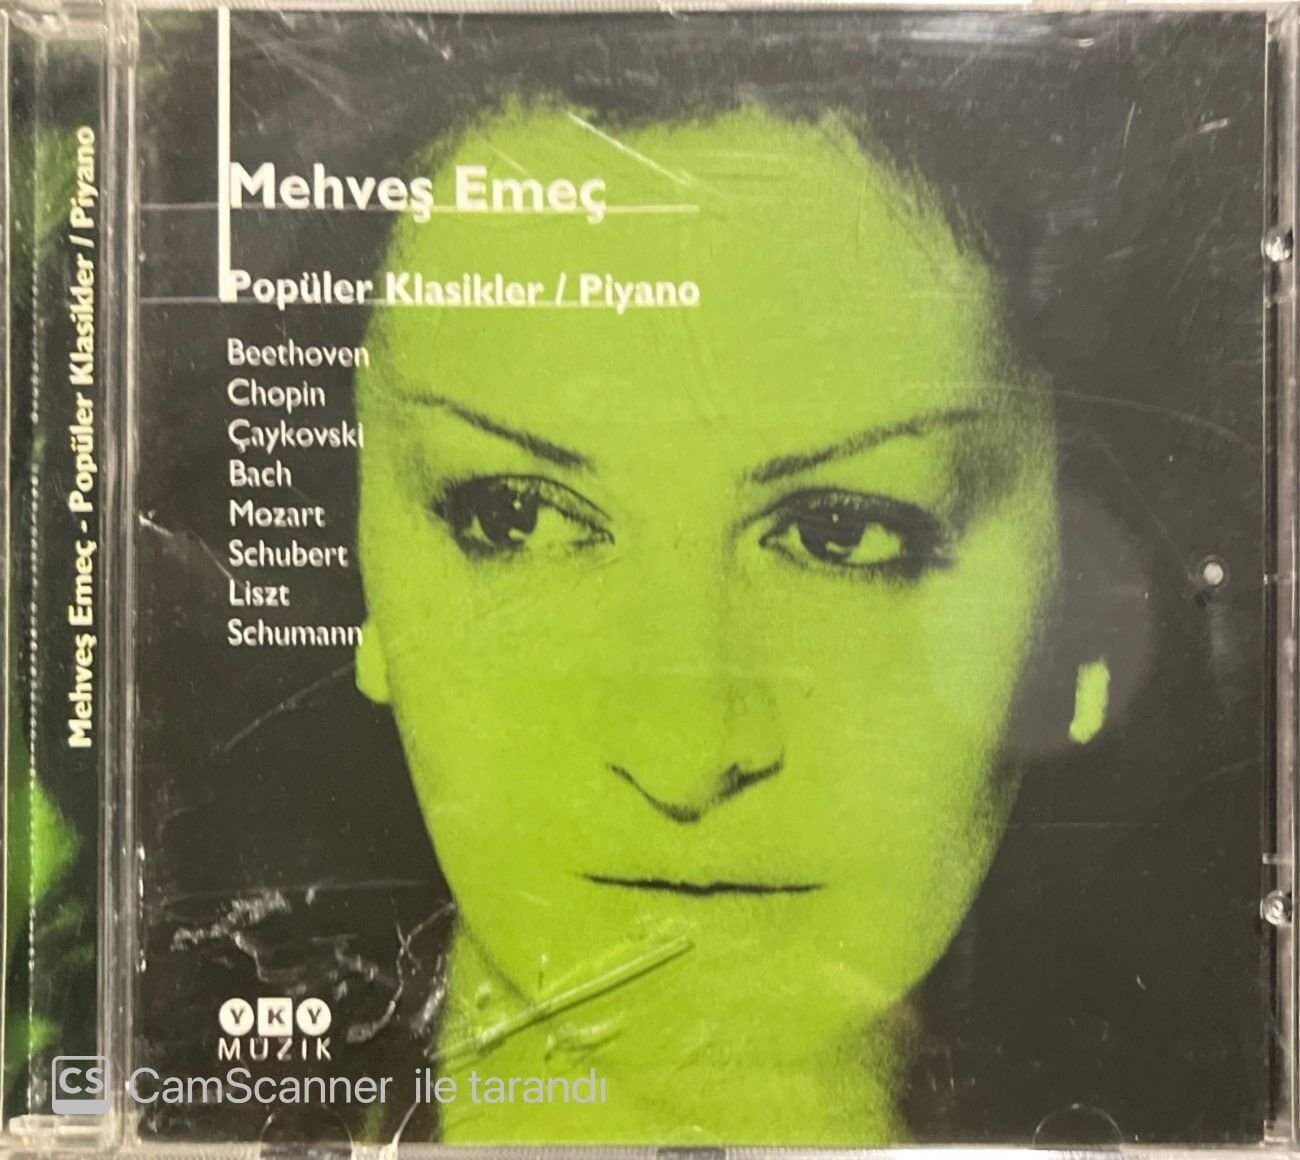 Mehveş Emeç - Popüler Klasikler / Piyano
Mehveş Emeç
Popüler Klasikler / Piyano
Beethoven
Chopin
Çaykovski
Bach
Mozart
Schubert
Liszt
Schumann
YKY
MÜZİK
CS CamScanner ile tarandı